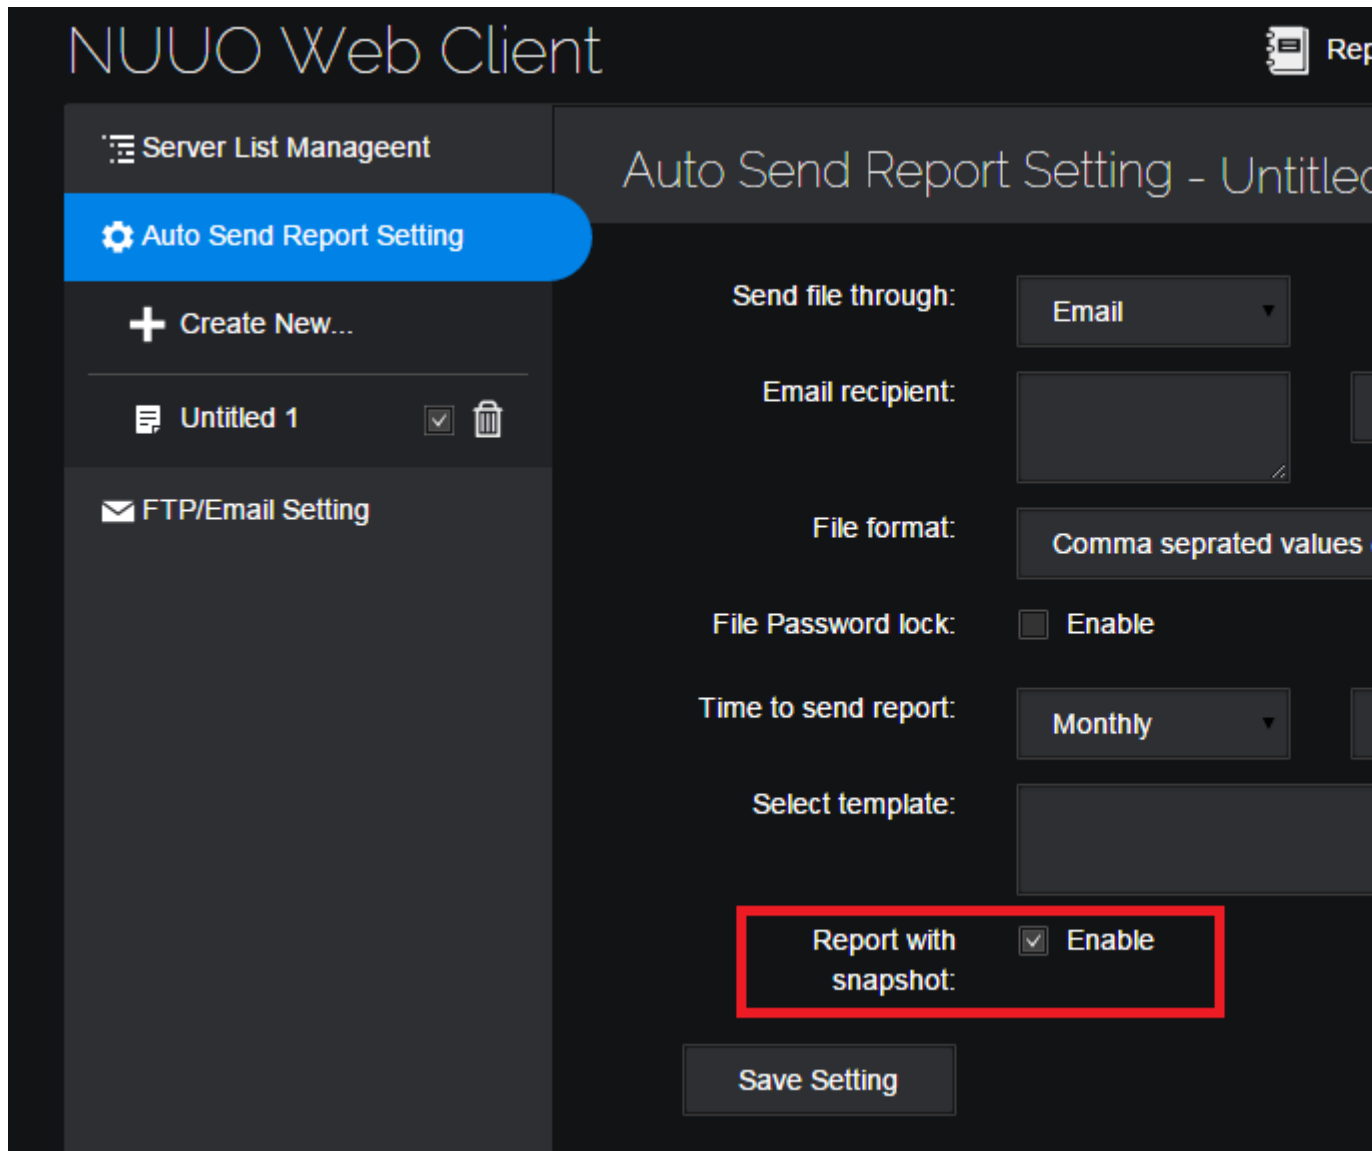 NUUO Web Client
Server List Manageent
Auto Send Report Setting
Create New...
Untitled 1
FTP/Email Setting
Auto Send Report Setting -
Send file through:
Email
Email recipient:
File format:
Comma seprated values
File Password lock:
Enable
Time to send report:
Monthly
Select template:
Report with
snapshot:
Enable
Save Setting